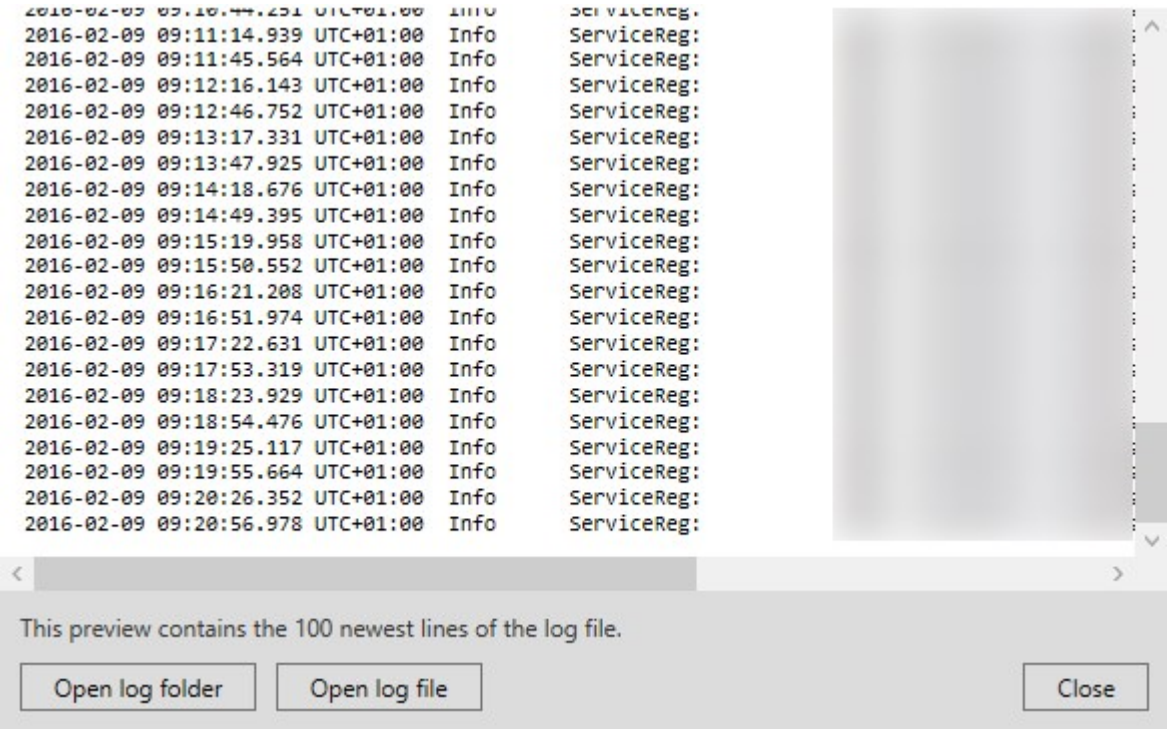 2016-02-09 09:10:44.251 UTC+01:00 Info ServiceReg:
2016-02-09 09:11:14.939 UTC+01:00 Info ServiceReg:
2016-02-09 09:11:45.564 UTC+01:00 Info ServiceReg:
2016-02-09 09:12:16.143 UTC+01:00 Info ServiceReg:
2016-02-09 09:12:46.752 UTC+01:00 Info ServiceReg:
2016-02-09 09:13:17.331 UTC+01:00 Info ServiceReg:
2016-02-09 09:13:47.925 UTC+01:00 Info ServiceReg:
2016-02-09 09:14:18.676 UTC+01:00 Info ServiceReg:
2016-02-09 09:14:49.395 UTC+01:00 Info ServiceReg:
2016-02-09 09:15:19.958 UTC+01:00 Info ServiceReg:
2016-02-09 09:15:50.552 UTC+01:00 Info ServiceReg:
2016-02-09 09:16:21.208 UTC+01:00 Info ServiceReg:
2016-02-09 09:16:51.974 UTC+01:00 Info ServiceReg:
2016-02-09 09:17:22.631 UTC+01:00 Info ServiceReg:
2016-02-09 09:17:53.319 UTC+01:00 Info ServiceReg:
2016-02-09 09:18:23.929 UTC+01:00 Info ServiceReg:
2016-02-09 09:18:54.476 UTC+01:00 Info ServiceReg:
2016-02-09 09:19:25.117 UTC+01:00 Info ServiceReg:
2016-02-09 09:19:55.664 UTC+01:00 Info ServiceReg:
2016-02-09 09:20:26.352 UTC+01:00 Info ServiceReg:
2016-02-09 09:20:56.978 UTC+01:00 Info ServiceReg:
This preview contains the 100 newest lines of the log file.
Open log folder
Open log file
Close